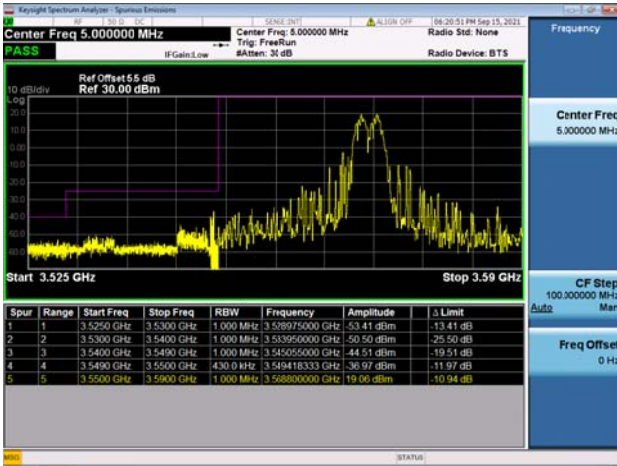 Keysight Spectrum Analyzer - Spurious Emissions
RF 50 Ω DC SENSE:INT ALIGN OFF 06:20:51 PM Sep 15, 2021
Center Freq 5.000000 MHz Center Freq: 5.000000 MHz Radio Std: None
Trig: FreeRun
PASS IFGain:Low #Atten: 30 dB Radio Device: BTS
Ref Offset 5.5 dB
10 dB/div Ref 30.00 dBm
Log
20.0
10.0
0.00
Start 3.525 GHz Stop 3.59 GHz
Spur Range Start Freq Stop Freq RBW Frequency Amplitude Δ Limit
1 1 3.5250 GHz 3.5300 GHz 1.000 MHz 3.528975000 GHz -53.41 dBm -13.41 dB
2 2 3.5300 GHz 3.5400 GHz 1.000 MHz 3.533950000 GHz -50.50 dBm -25.50 dB
3 3 3.5400 GHz 3.5490 GHz 1.000 MHz 3.545055000 GHz -44.51 dBm -19.51 dB
4 4 3.5490 GHz 3.5500 GHz 430.0 kHz 3.549418333 GHz -36.97 dBm -11.97 dB
5 5 3.5500 GHz 3.5900 GHz 1.000 MHz 3.568800000 GHz 19.06 dBm -10.94 dB
MSG STATUS
Frequency
Center Freq
5.000000 MHz
CF Step
100.000000 MHz
Auto Man
Freq Offset
0 Hz